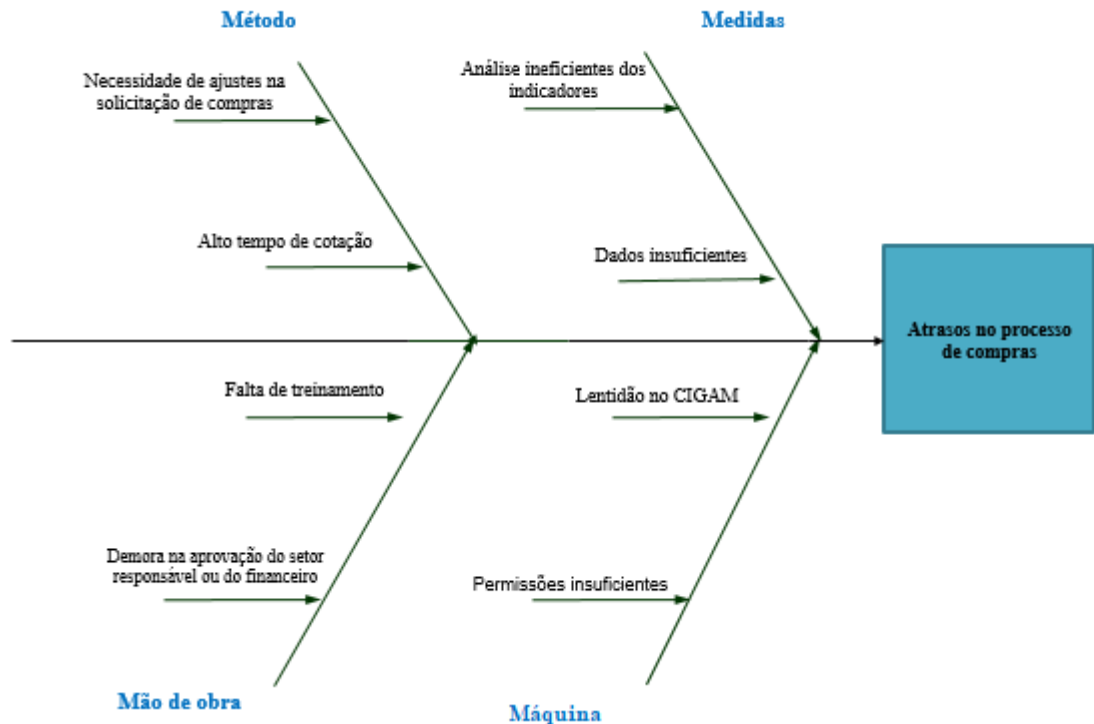 Método
Medidas
Necessidade de ajustes na
solicitação de compras
Análise ineficientes dos
indicadores
Alto tempo de cotação
Dados insuficientes
Atrasos no processo
de compras
Falta de treinamento
Lentidão no CIGAM
Demora na aprovação do setor
responsável ou do financeiro
Permissões insuficientes
Mão de obra
Máquina